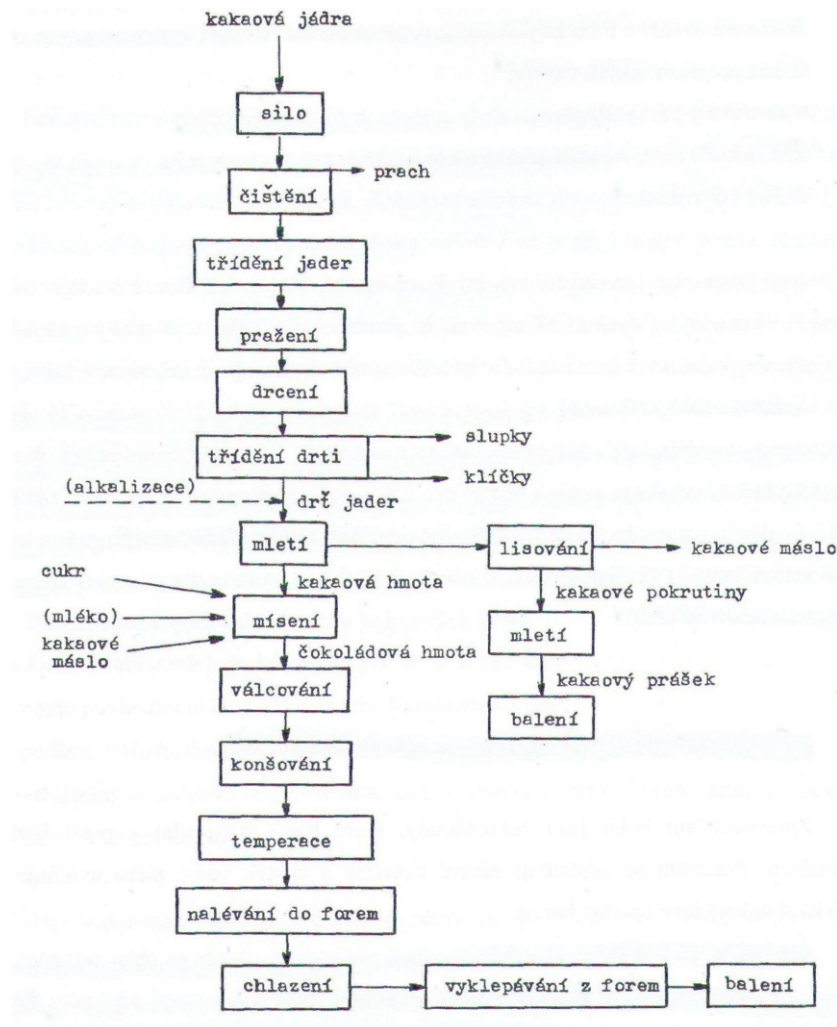 kakaová jádra
silo
čištění
prach
třídění jader
pražení
drcení
třídění drti
slupky
klíčky
(alkalizace)
drž jader
mletí
lisování
kakaové máslo
cukr
kakaová hmota
kakaové pokrutiny
(mléko)
mísení
mletí
kakaové
máslo
čokoládová hmota
kakaový prášek
válcování
balení
konšování
temperace
nalévání do forem
chlazení
vyklepávání z forem
balení